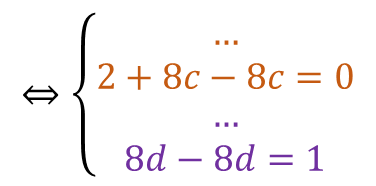 ...
⇔ { 2 + 8c − 8c = 0
...
8d − 8d = 1